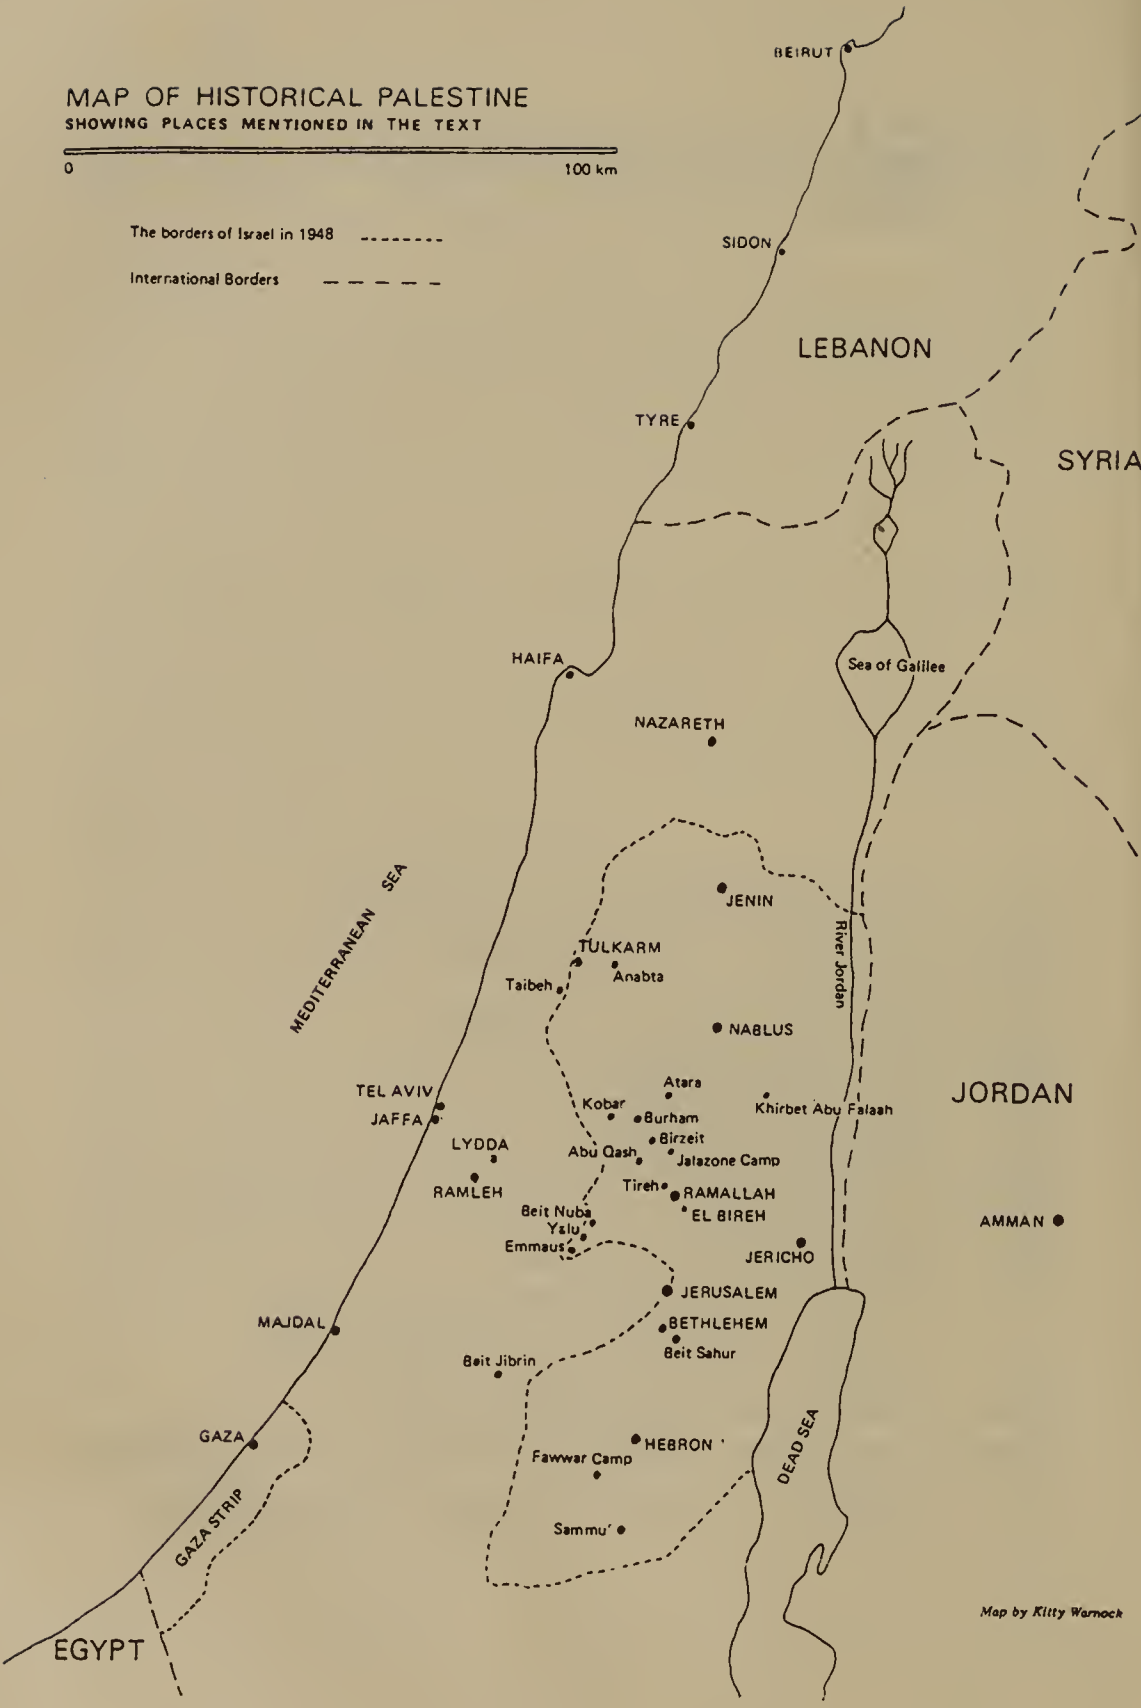 BEIRUT
MAP OF HISTORICAL PALESTINE
SHOWING PLACES MENTIONED IN THE TEXT
0 100 km
The borders of Israel in 1948
International Borders
SIDON
LEBANON
TYRE
SYRIA
HAIFA
Sea of Galilee
NAZARETH
MEDITERRANEAN SEA
JENIN
River Jordan
TULKARM
Anabta
Taibeh
NABLUS
Atara
TEL AVIV
JAFFA
Kobar
Burham
Khirbet Abu Falaah
JORDAN
Birzeit
LYDDA
Abu Qash
Jalazone Camp
RAMLEH
Tireh
RAMALLAH
EL BIREH
Beit Nuba
Yalu
Emmaus
AMMAN
JERICHO
JERUSALEM
MAJDAL
BETHLEHEM
Beit Sahur
Beit Jibrin
GAZA
HEBRON
DEAD SEA
Fawwar Camp
GAZA STRIP
Sammu'
Map by Kitty Warnock
EGYPT